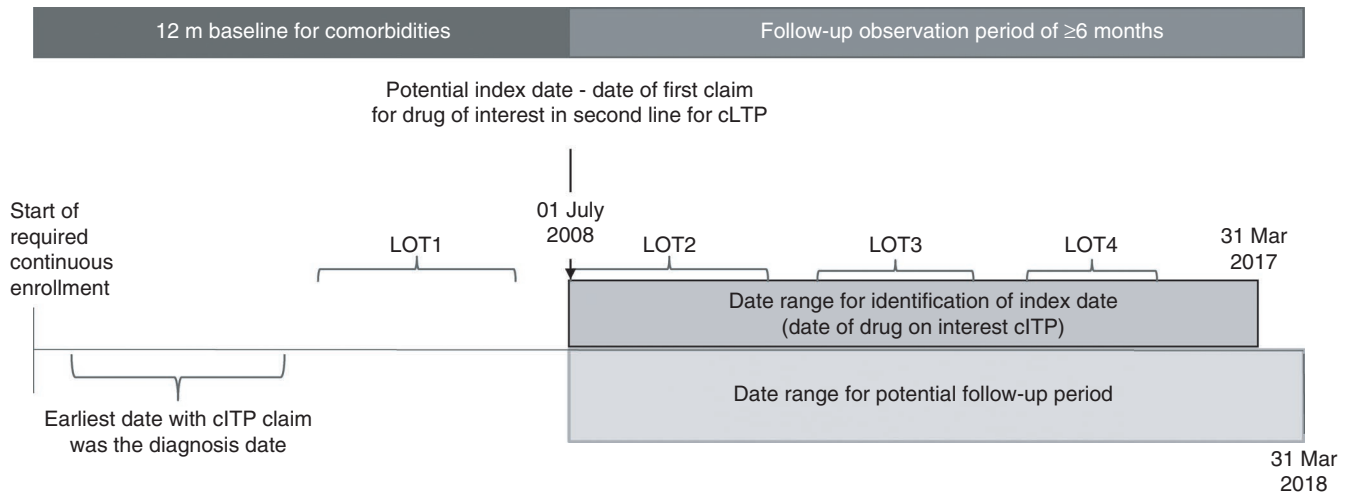 12 m baseline for comorbidities
Follow-up observation period of ≥6 months
Potential index date - date of first claim
for drug of interest in second line for cLTP
Start of
required
continuous
enrollment
LOT1
01 July
2008
LOT2
LOT3
LOT4
31 Mar
2017
Date range for identification of index date
(date of drug on interest cITP)
Date range for potential follow-up period
Earliest date with cITP claim
was the diagnosis date
31 Mar
2018